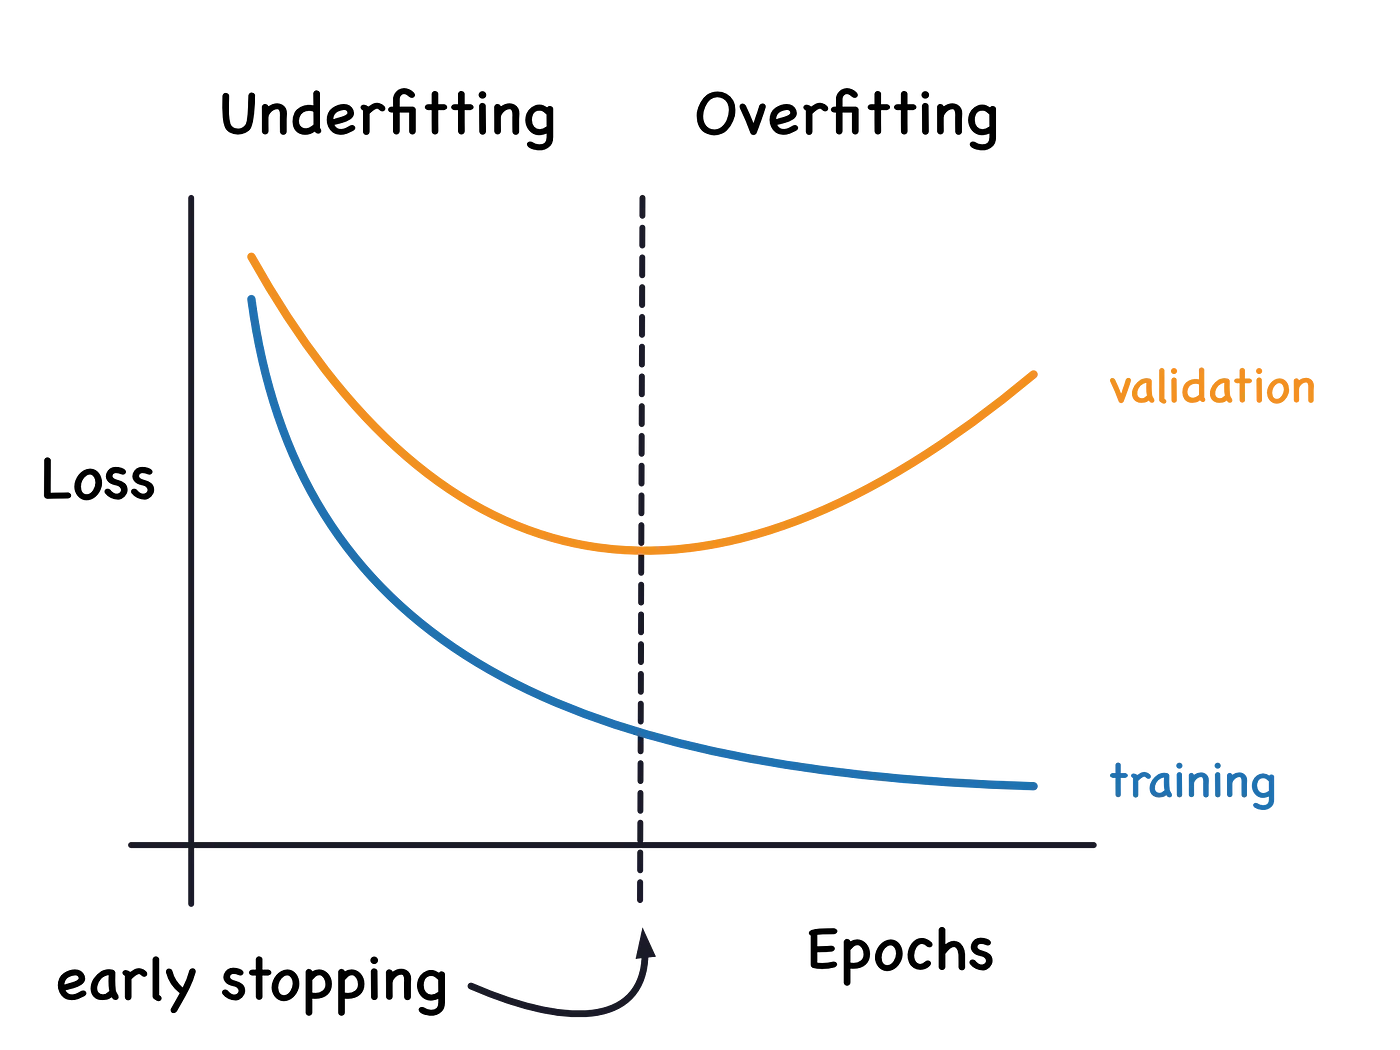 Underfitting
Overfitting
Loss
validation
training
Epochs
early stopping